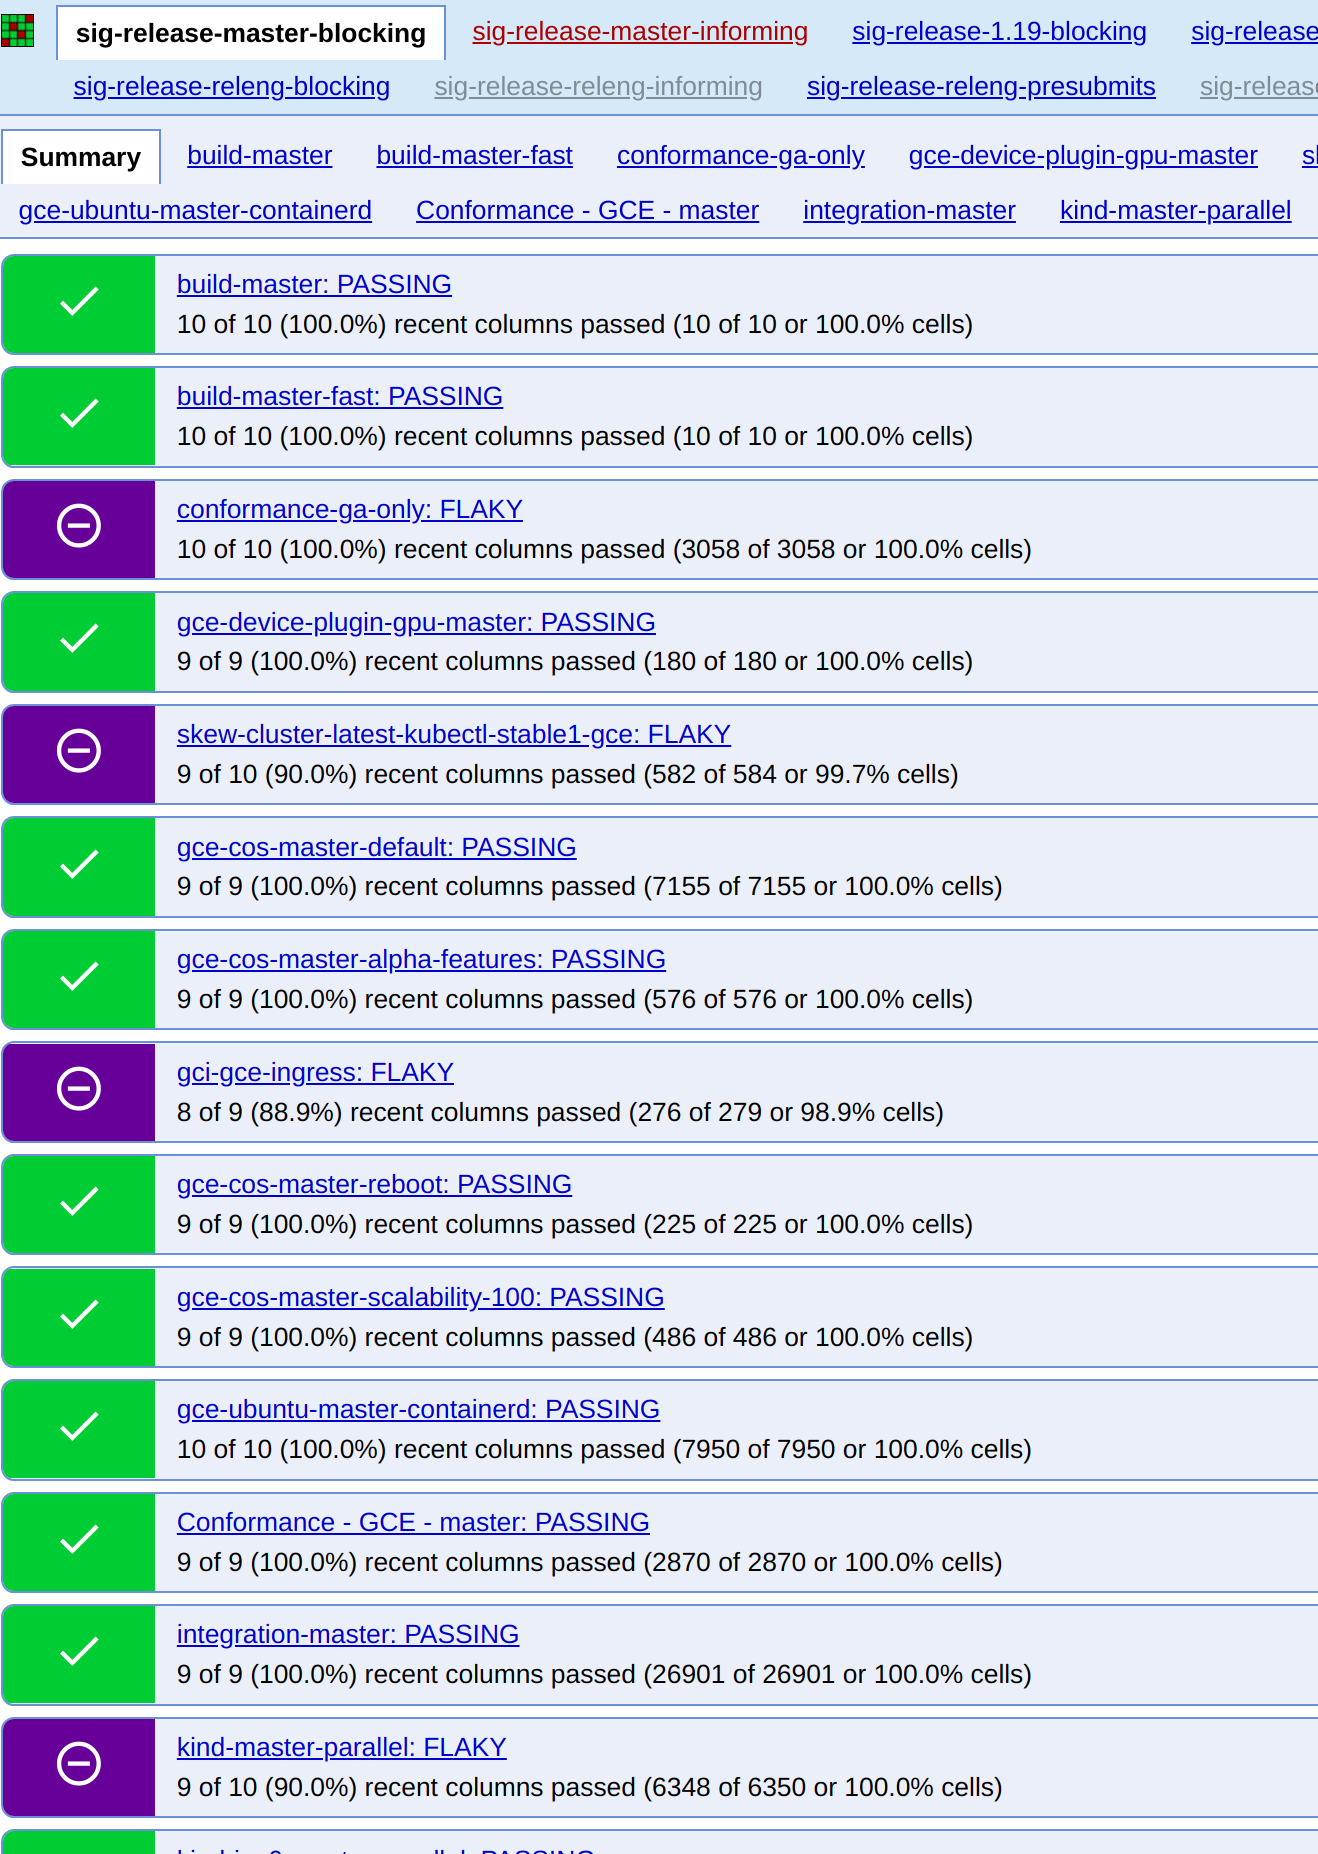 sig-release-master-blocking sig-release-master-informing sig-release-1.19-blocking sig-release
sig-release-releng-blocking sig-release-releng-informing sig-release-releng-presubmits sig-releas
Summary build-master build-master-fast conformance-ga-only gce-device-plugin-gpu-master
gce-ubuntu-master-containerd Conformance - GCE - master integration-master kind-master-parallel
build-master: PASSING
10 of 10 (100.0%) recent columns passed (10 of 10 or 100.0% cells)
build-master-fast: PASSING
10 of 10 (100.0%) recent columns passed (10 of 10 or 100.0% cells)
conformance-ga-only: FLAKY
10 of 10 (100.0%) recent columns passed (3058 of 3058 or 100.0% cells)
gce-device-plugin-gpu-master: PASSING
9 of 9 (100.0%) recent columns passed (180 of 180 or 100.0% cells)
skew-cluster-latest-kubectl-stable1-gce: FLAKY
9 of 10 (90.0%) recent columns passed (582 of 584 or 99.7% cells)
gce-cos-master-default: PASSING
9 of 9 (100.0%) recent columns passed (7155 of 7155 or 100.0% cells)
gce-cos-master-alpha-features: PASSING
9 of 9 (100.0%) recent columns passed (576 of 576 or 100.0% cells)
gci-gce-ingress: FLAKY
8 of 9 (88.9%) recent columns passed (276 of 279 or 98.9% cells)
gce-cos-master-reboot: PASSING
9 of 9 (100.0%) recent columns passed (225 of 225 or 100.0% cells)
gce-cos-master-scalability-100: PASSING
9 of 9 (100.0%) recent columns passed (486 of 486 or 100.0% cells)
gce-ubuntu-master-containerd: PASSING
10 of 10 (100.0%) recent columns passed (7950 of 7950 or 100.0% cells)
Conformance - GCE - master: PASSING
9 of 9 (100.0%) recent columns passed (2870 of 2870 or 100.0% cells)
integration-master: PASSING
9 of 9 (100.0%) recent columns passed (26901 of 26901 or 100.0% cells)
kind-master-parallel: FLAKY
9 of 10 (90.0%) recent columns passed (6348 of 6350 or 100.0% cells)